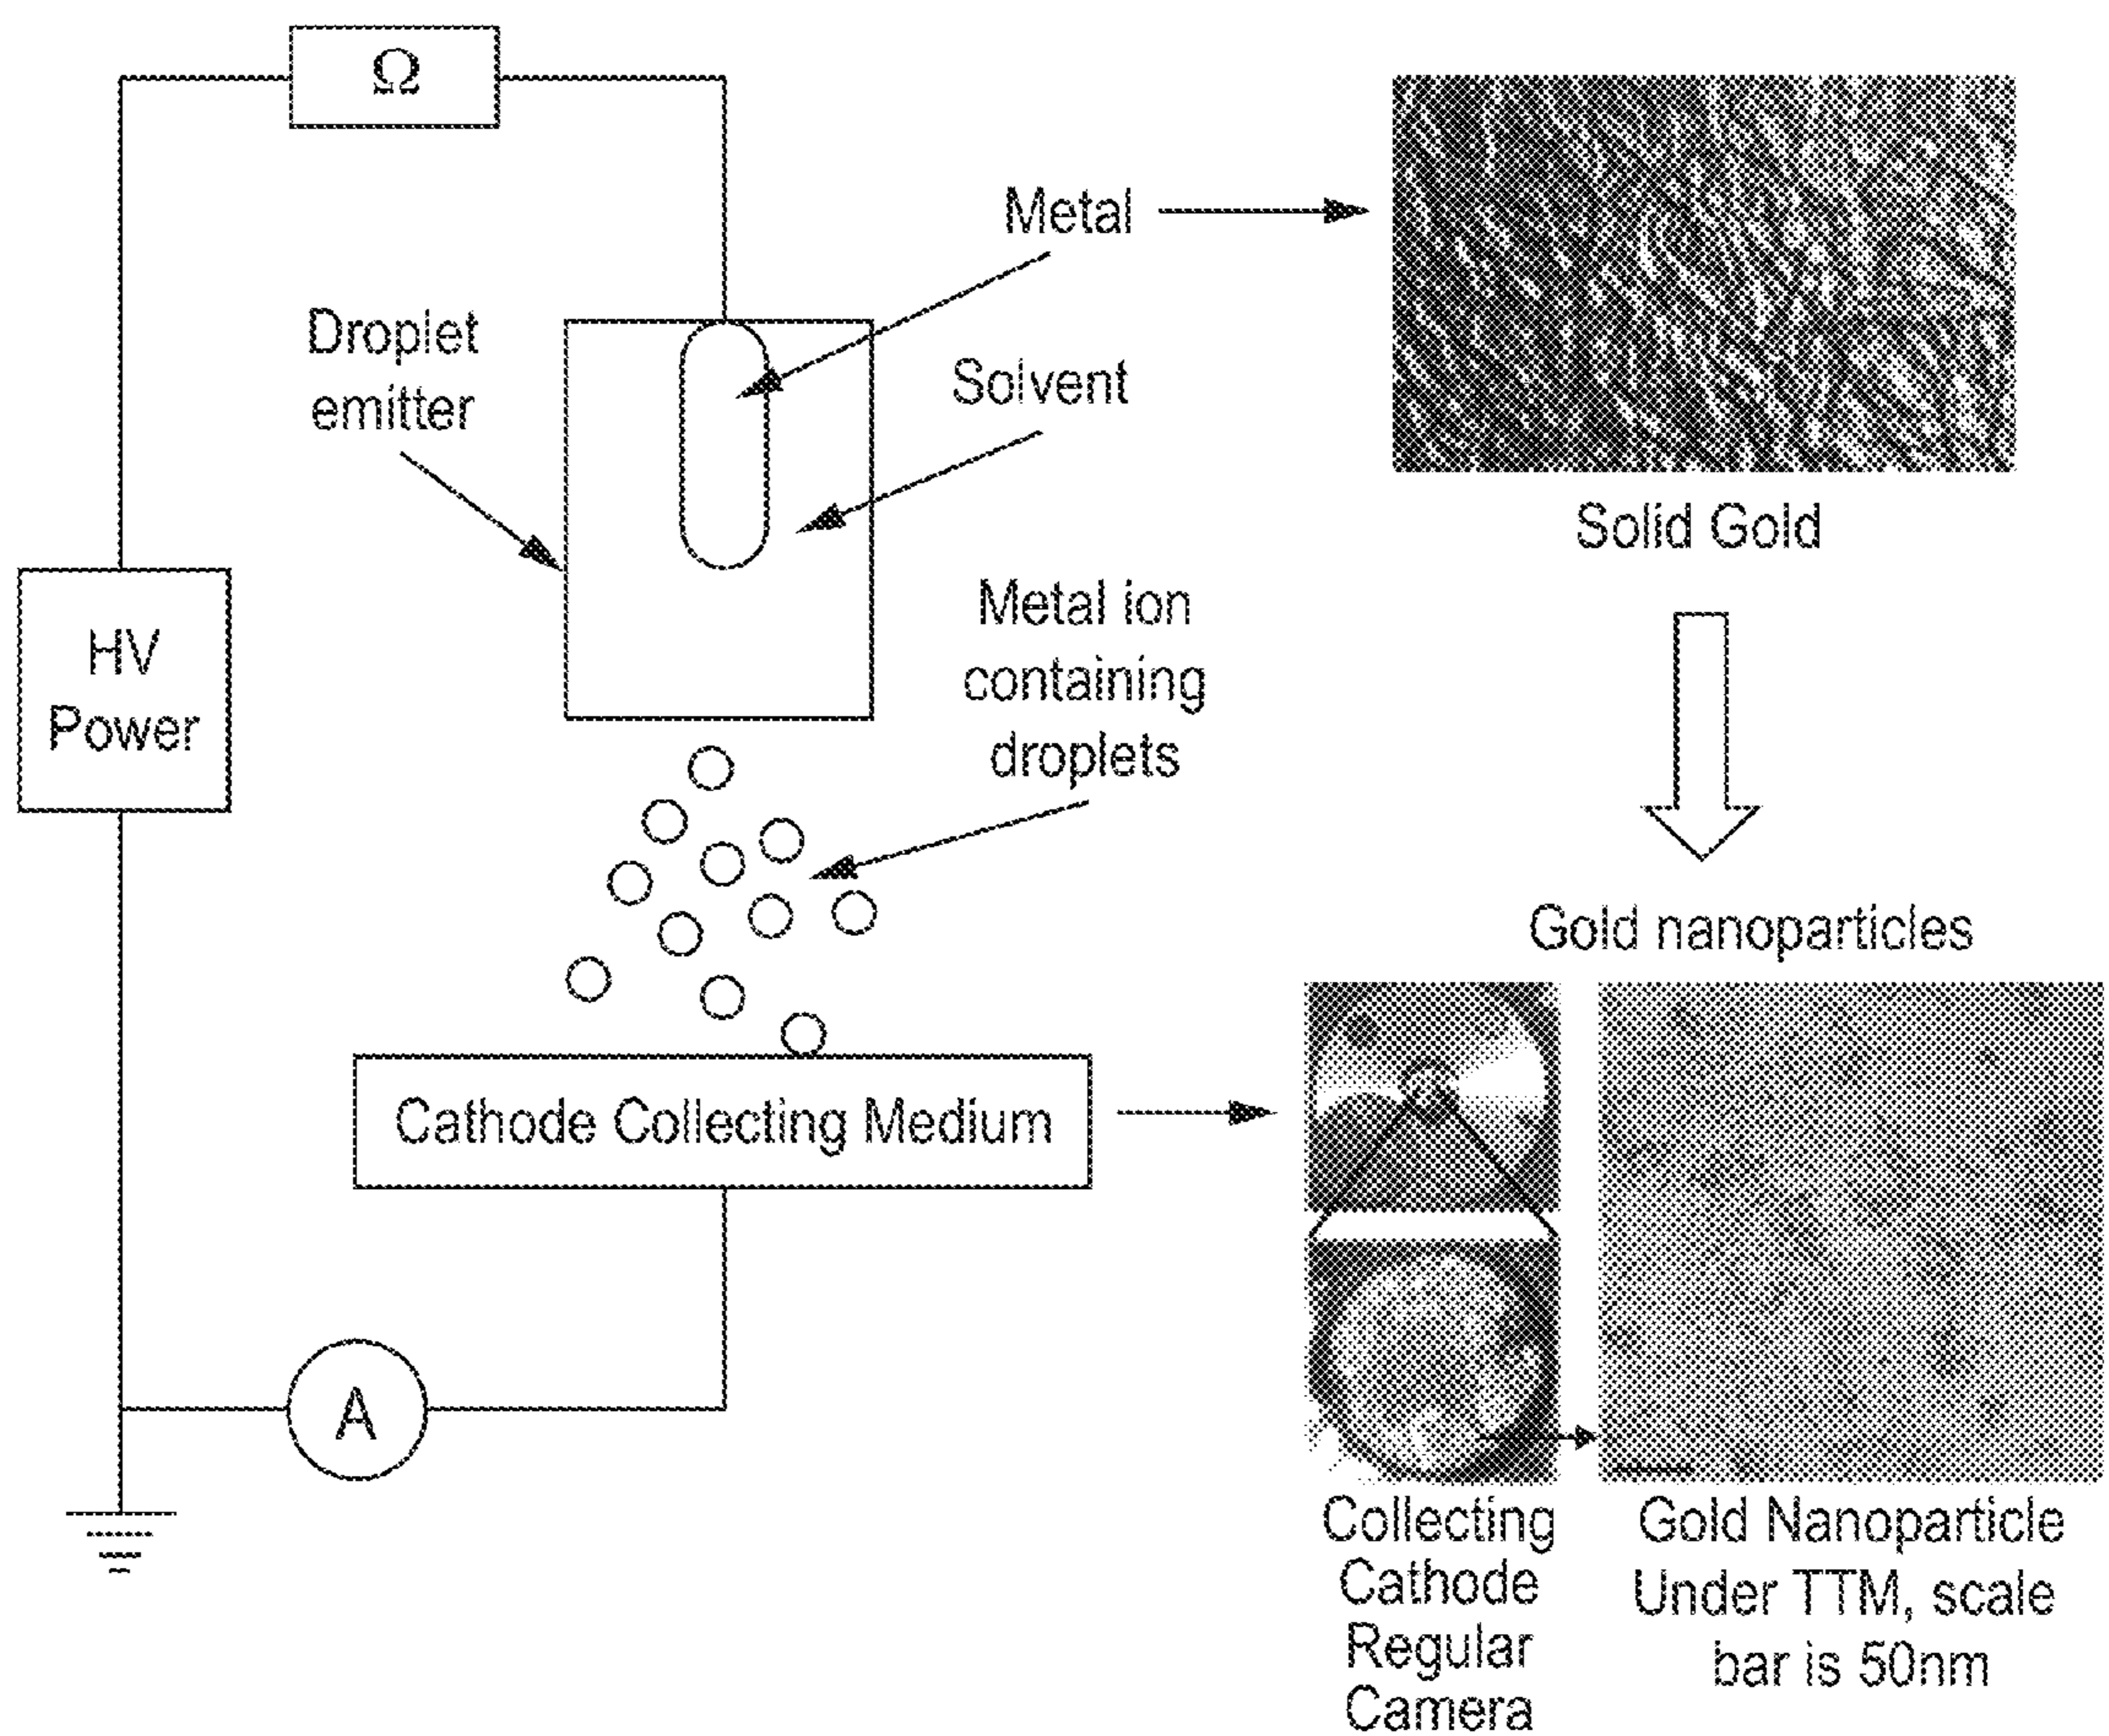 Ω
Metal
Droplet
emitter
Solvent
Solid Gold
HV
Power
Metal ion
containing
droplets
Gold nanoparticles
Cathode Collecting Medium
A
Collecting
Cathode
Regular
Camera
Gold Nanoparticle
Under TTM, scale
bar is 50nm